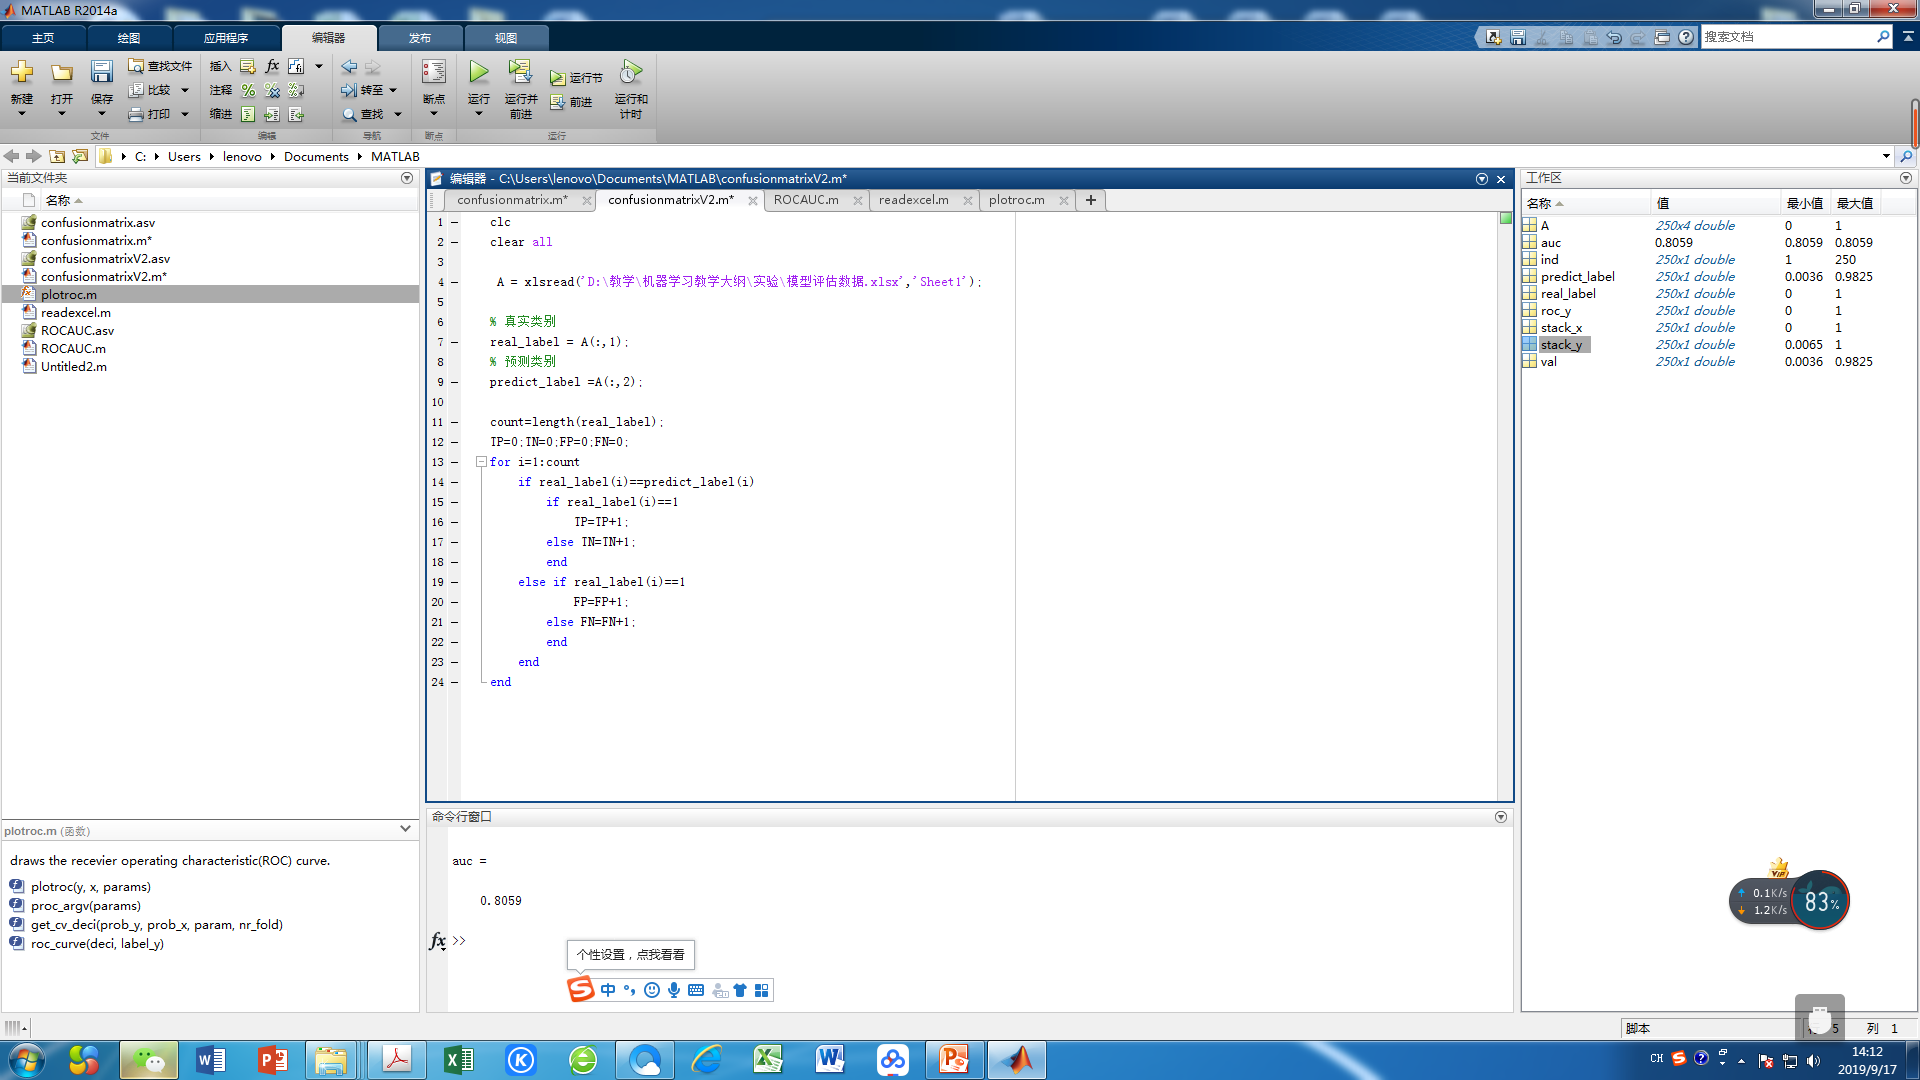 MATLAB R2014a
主页
绘图
应用程序
编辑器
发布
视图
搜索文档
新建
打开
保存
查找文件
比较
打印
文件
插入
fx
注释
缩进
编辑
转至
查找
导航
断点
断点
运行
运行并
前进
运行节
前进
运行和
计时
运行
C: Users lenovo Documents MATLAB
当前文件夹
名称
confusionmatrix.asv
confusionmatrix.m*
confusionmatrixV2.asv
confusionmatrixV2.m*
plotroc.m
readexcel.m
ROCAUC.asv
ROCAUC.m
Untitled2.m
plotroc.m (函数)
draws the recevier operating characteristic(ROC) curve.
plotroc(y, x, params)
proc_argv(params)
get_cv_deci(prob_y, prob_x, param, nr_fold)
roc_curve(deci, label_y)
编辑器 - C:\Users\lenovo\Documents\MATLAB\confusionmatrixV2.m*
confusionmatrix.m*
confusionmatrixV2.m*
ROCAUC.m
readexcel.m
plotroc.m
1 clc
2 clear all
3
4 A = xlsread('D:\教学\机器学习教学大纲\实验\模型评估数据.xlsx','Sheet1');
5
6 % 真实类别
7 real_label = A(:,1);
8 % 预测类别
9 predict_label =A(:,2);
10
11 count=length(real_label);
12 TP=0;TN=0;FP=0;FN=0;
13 for i=1:count
14 if real_label(i)==predict_label(i)
15 if real_label(i)==1
16 TP=TP+1;
17 else TN=TN+1;
18 end
19 else if real_label(i)==1
20 FP=FP+1;
21 else FN=FN+1;
22 end
23 end
24 end
命令行窗口
auc =
0.8059
fx >>
个性设置，点我看看
中
工作区
名称 值 最小值 最大值
A 250x4 double 0 1
auc 0.8059 0.8059 0.8059
ind 250x1 double 1 250
predict_label 250x1 double 0.0036 0.9825
real_label 250x1 double 0 1
roc_y 250x1 double 0 1
stack_x 250x1 double 0 1
stack_y 250x1 double 0.0065 1
val 250x1 double 0.0036 0.9825
VIP
0.1K/s
1.2K/s
83%
脚本
5 列 1
CH
14:12
2019/9/17